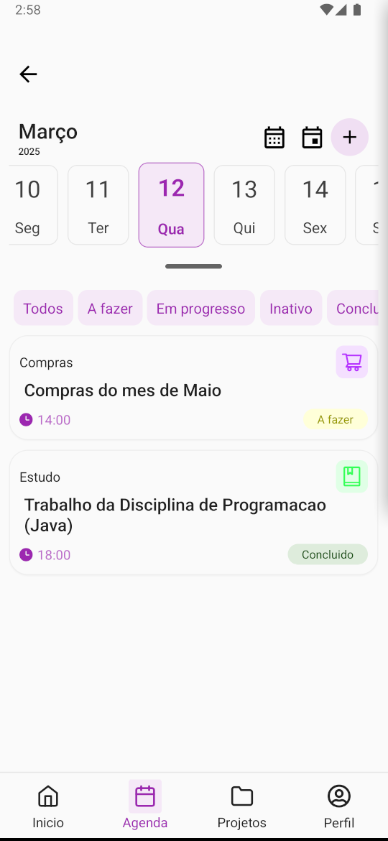 2:58
Março
2025
10 11 12 13 14
Seg Ter Qua Qui Sex
Todos A fazer Em progresso Inativo Conclu
Compras
Compras do mes de Maio
14:00 A fazer
Estudo
Trabalho da Disciplina de Programacao
(Java)
18:00 Concluido
Inicio Agenda Projetos Perfil